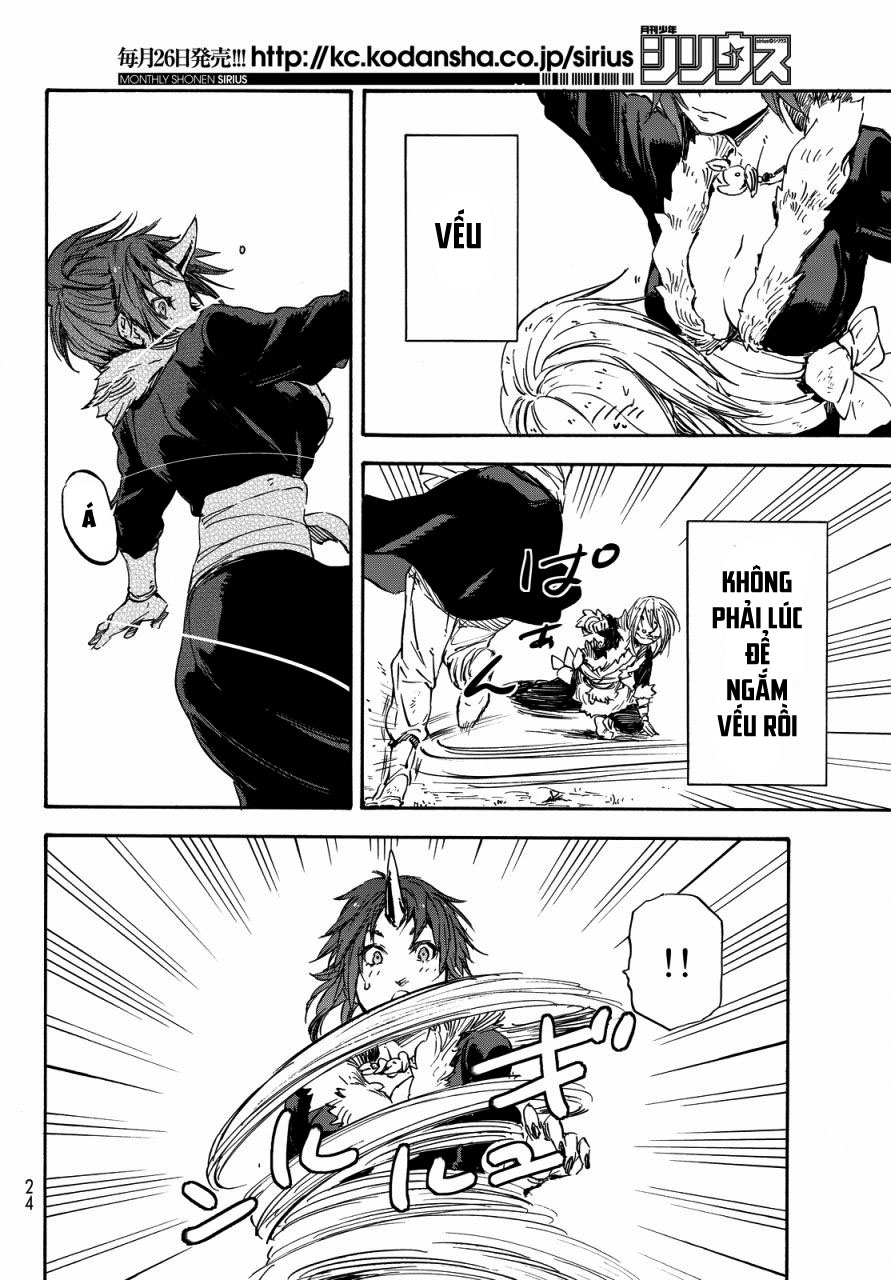 毎月26日発売!!! http://kc.kodansha.co.jp/sirius
MONTHLY SHONEN SIRIUS
月刊少年
シリウス
VẾU
KHÔNG
PHẢI LÚC
ĐỂ
NGẮM
VẾU RỒI
ぱ°
ぁ
ん
Á
!!
ギュルルン
24